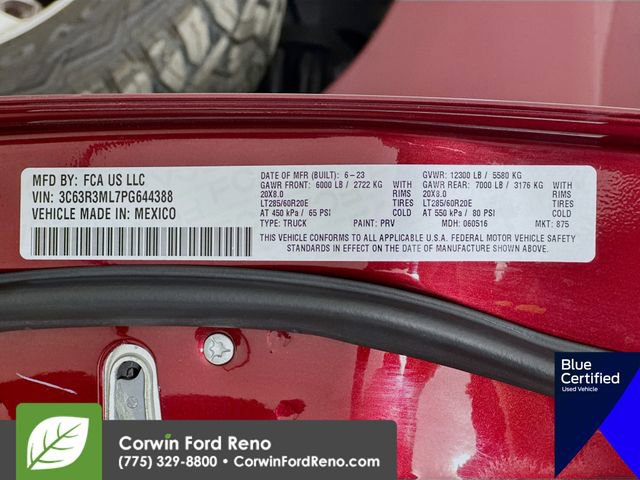 MFD BY: FCA US LLC
VIN: 3C63R3ML7PG644388
VEHICLE MADE IN: MEXICO
DATE OF MFR (BUILT): 6-23
GAWR FRONT: 6000 LB / 2722 KG WITH
20X8.0 RIMS
LT285/60R20E TIRES
AT 450 kPa / 65 PSI COLD
TYPE: TRUCK PAINT: PRV
GVWR: 12300 LB / 5580 KG
GAWR REAR: 7000 LB / 3176 KG WITH
20X8.0 RIMS
LT285/60R20E TIRES
AT 550 kPa / 80 PSI COLD
MDH: 060516 MKT: 875
THIS VEHICLE CONFORMS TO ALL APPLICABLE U.S.A. FEDERAL MOTOR VEHICLE SAFETY
STANDARDS IN EFFECT ON THE DATE OF MANUFACTURE SHOWN ABOVE.
Blue
Certified
Used Vehicle
Corwin Ford Reno
(775) 329-8800 • CorwinFordReno.com